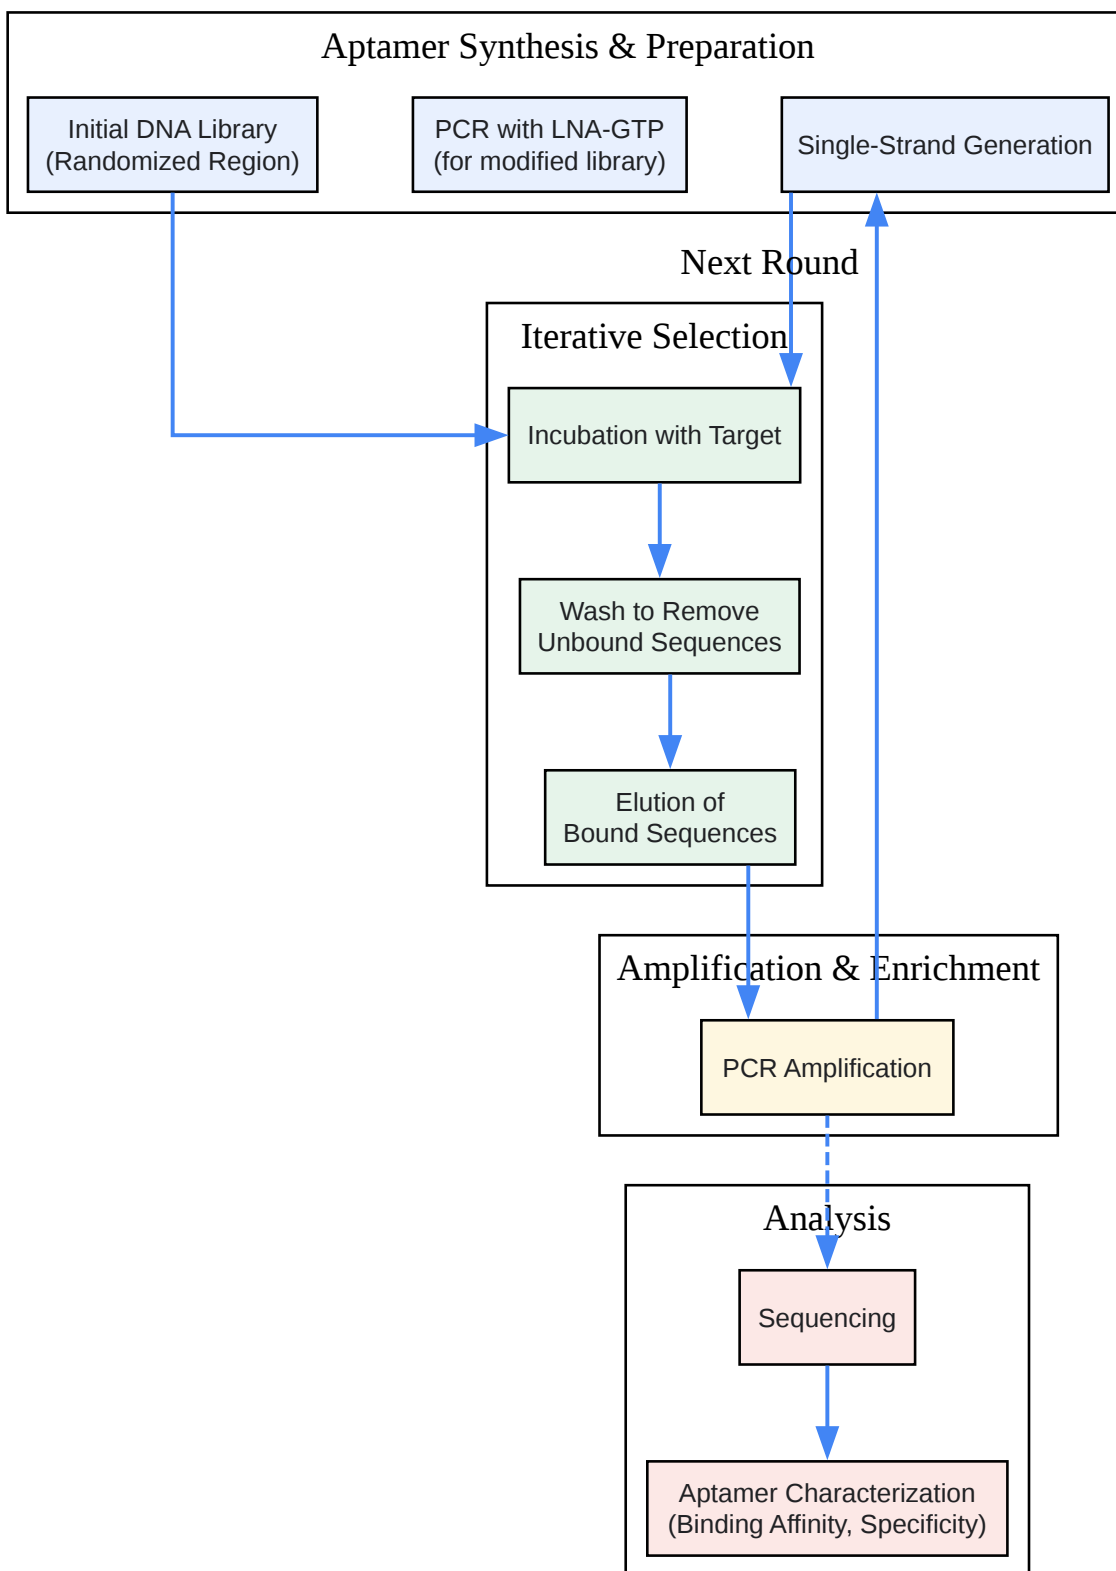 Aptamer Synthesis & Preparation
Initial DNA Library
(Randomized Region)
PCR with LNA-GTP
(for modified library)
Single-Strand Generation
Next Round
Iterative Selection
Incubation with Target
Wash to Remove
Unbound Sequences
Elution of
Bound Sequences
Amplification & Enrichment
PCR Amplification
Analysis
Sequencing
Aptamer Characterization
(Binding Affinity, Specificity)